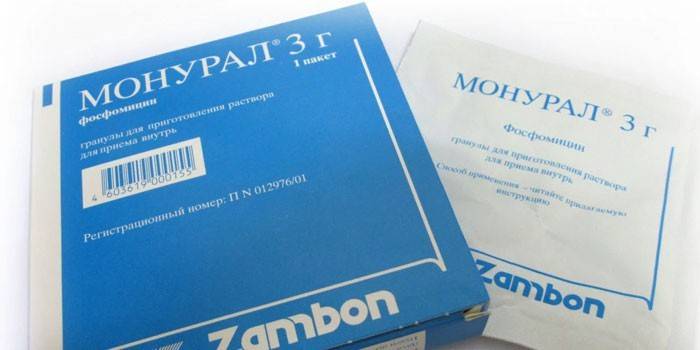 МОНУРАЛ® 3 г
1 пакет
фосфомицин
гранулы для приготовления раствора
для приема внутрь
4 603619 000155
Регистрационный номер: П N 012976/01
Zambon
МОНУРАЛ® 3 г
Фосфомицин
гранулы для приготовления раствора
для приема внутрь
Способ применения – читайте прилагаемую
инструкцию
Zambon